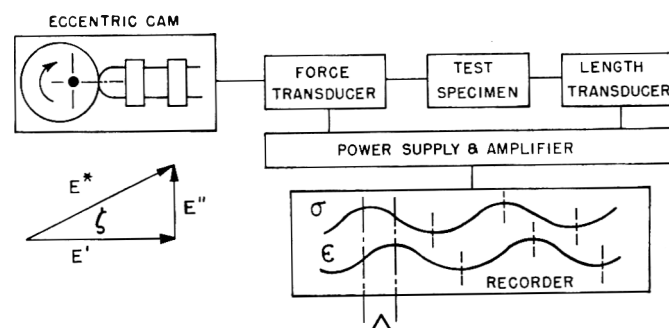 ECCENTRIC CAM
FORCE TRANSDUCER
TEST SPECIMEN
LENGTH TRANSDUCER
POWER SUPPLY & AMPLIFIER
E*
E"
ζ
E'
σ
ε
RECORDER